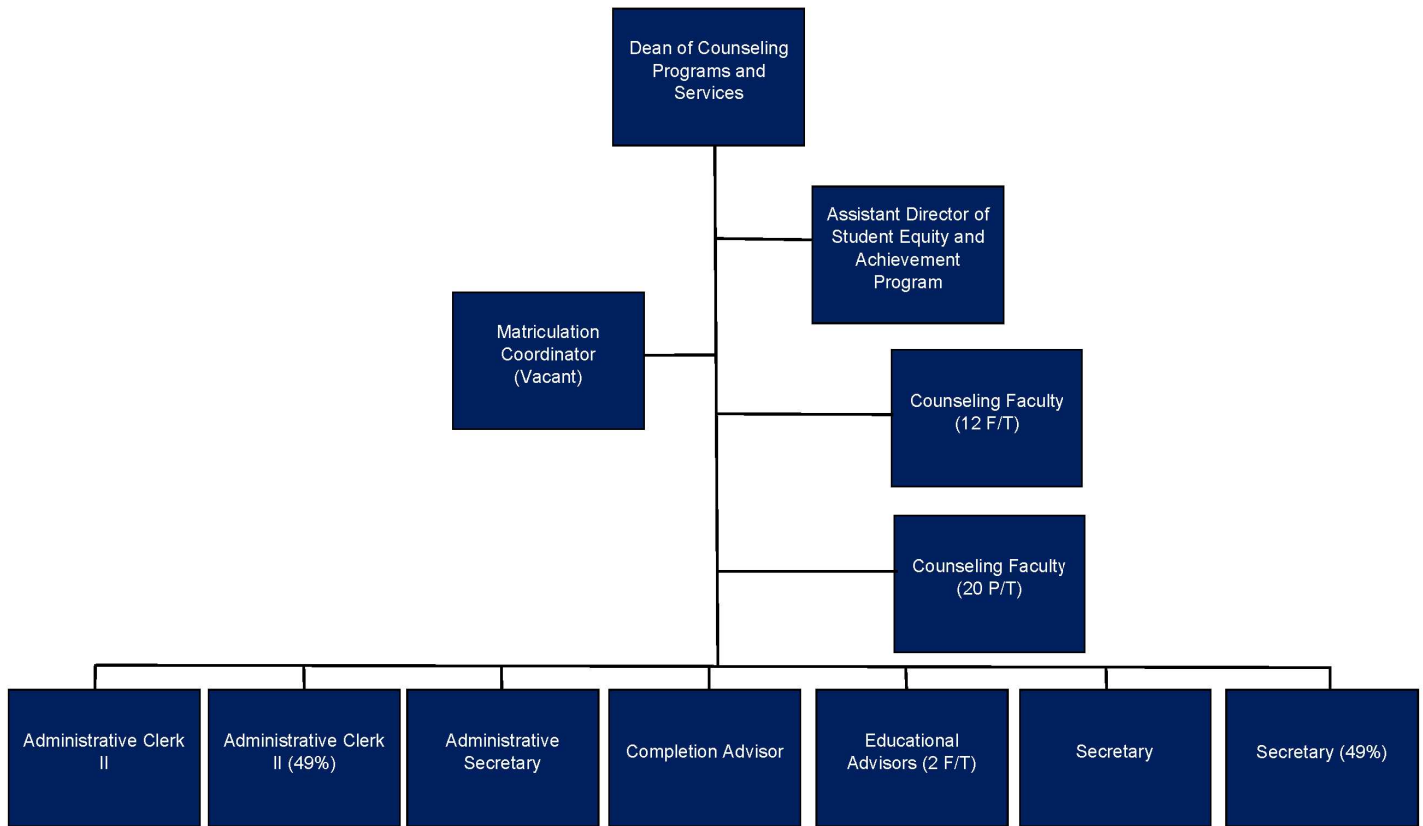 Dean of Counseling
Programs and
Services
Assistant Director of
Student Equity and
Achievement
Program
Matriculation
Coordinator
(Vacant)
Counseling Faculty
(12 F/T)
Counseling Faculty
(20 P/T)
Administrative Clerk
II
Administrative Clerk
II (49%)
Administrative
Secretary
Completion Advisor
Educational
Advisors (2 F/T)
Secretary
Secretary (49%)